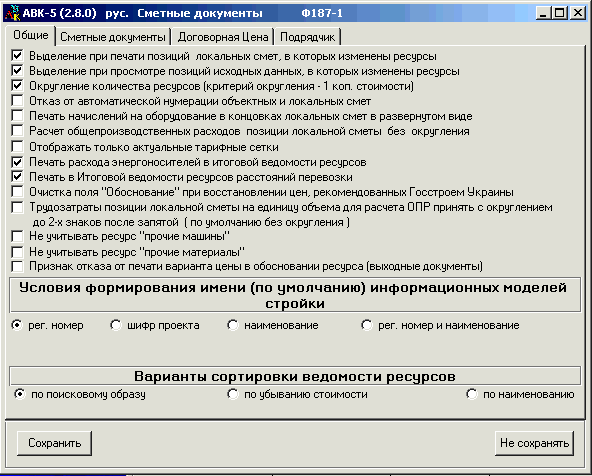 АВК-5 (2.8.0) рус. Сметные документы Ф187-1
Общие Сметные документы Договорная Цена Подрядчик
Выделение при печати позиций локальных смет, в которых изменены ресурсы
Выделение при просмотре позиций исходных данных, в которых изменены ресурсы
Округление количества ресурсов (критерий округления - 1 коп. стоимости)
Отказ от автоматической нумерации объектных и локальных смет
Печать начислений на оборудование в концовках локальных смет в развернутом виде
Расчет общепроизводственных расходов позиции локальной сметы без округления
Отображать только актуальные тарифные сетки
Печать расхода энергоносителей в итоговой ведомости ресурсов
Печать в Итоговой ведомости ресурсов расстояний перевозки
Очистка поля "Обоснование" при восстановлении цен, рекомендованных Госстроем Украины
Трудозатраты позиции локальной сметы на единицу объема для расчета ОПР принять с округлением
до 2-х знаков после запятой ( по умолчанию без округления )
Не учитывать ресурс "прочие машины"
Не учитывать ресурс "прочие материалы"
Признак отказа от печати варианта цены в обосновании ресурса (выходные документы)
Условия формирования имени (по умолчанию) информационных моделей
стройки
рег. номер шифр проекта наименование рег. номер и наименование
Варианты сортировки ведомости ресурсов
по поисковому образу по убыванию стоимости по наименованию
Сохранить Не сохранять